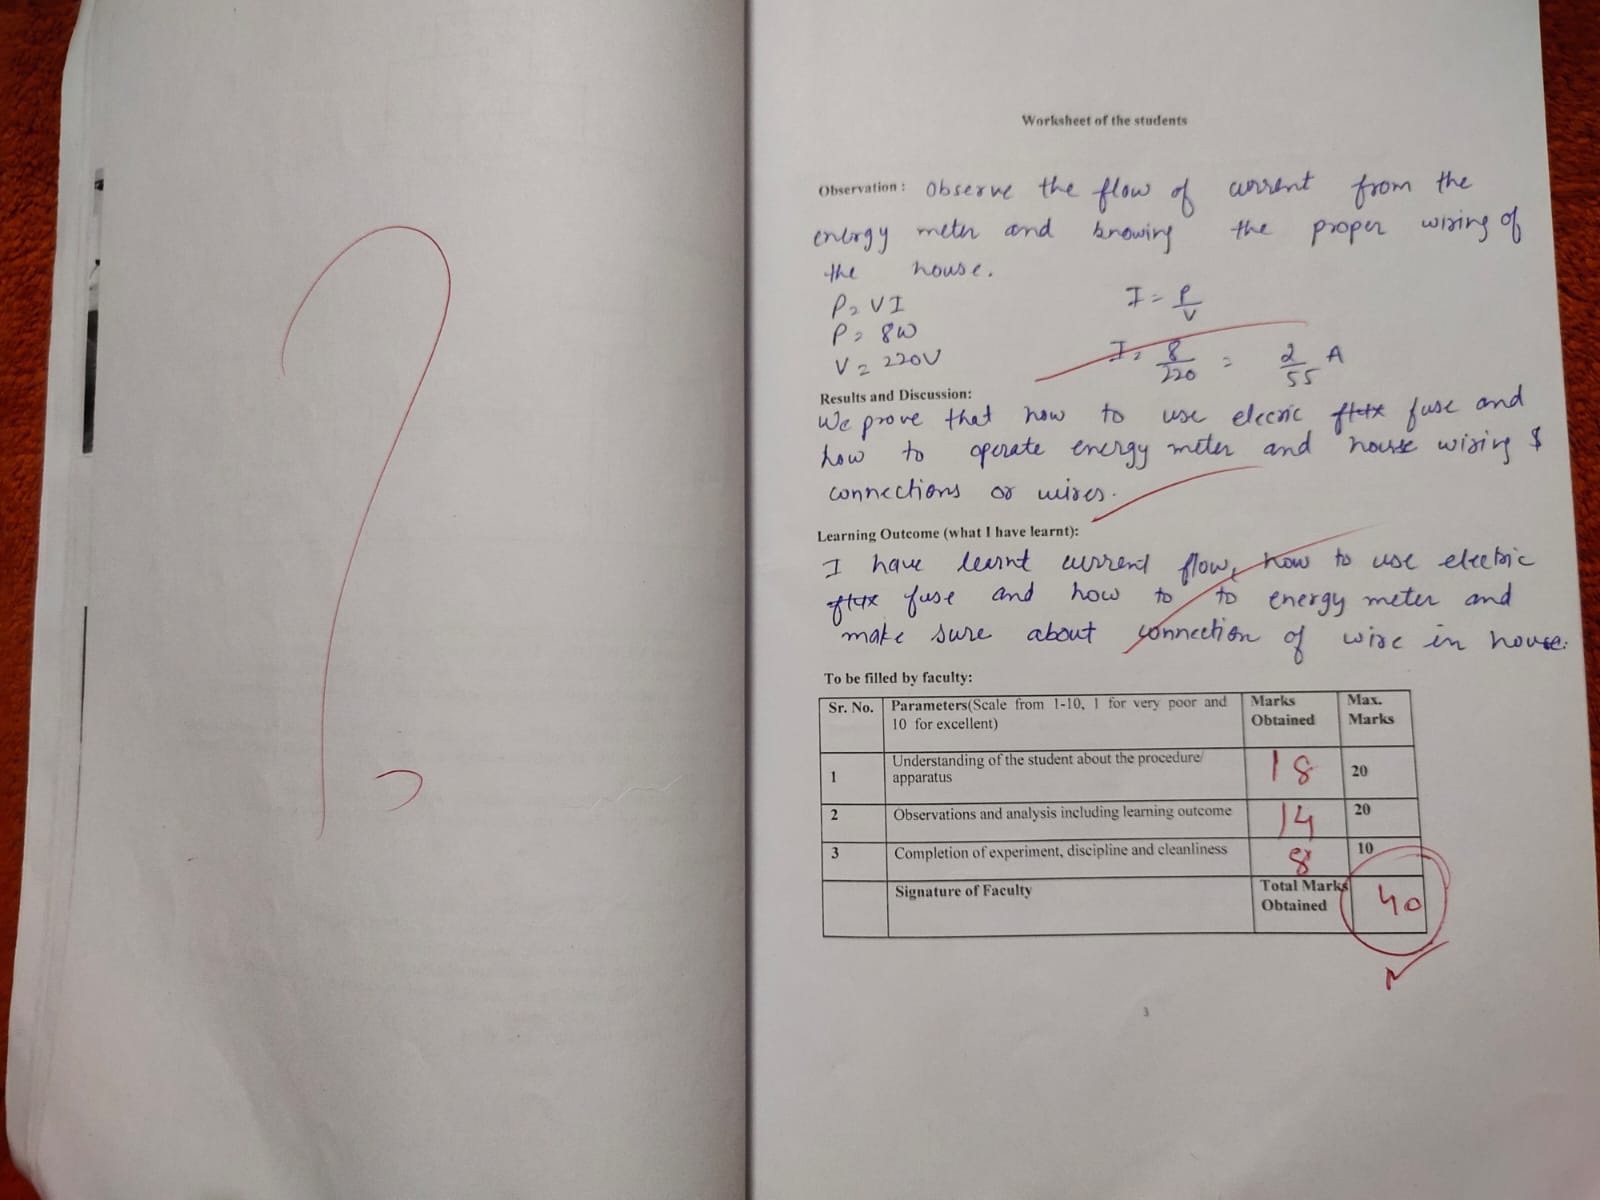 Worksheet of the students
Observation : Observe the flow of current from the
energy meter and knowing the proper wiring of
the house.
P = VI I = P/V
P = 8W
V = 220V I = 8/220 = 2/55 A
Results and Discussion:
We prove that how to use elecric fuse and
how to operate energy meter and house wiring &
connections or wires.
Learning Outcome (what I have learnt):
I have learnt current flow, how to use electric
fuse and how to to energy meter and
make sure about connection of wire in house.
To be filled by faculty:
Sr. No. Parameters(Scale from 1-10, 1 for very poor and Marks Max.
10 for excellent) Obtained Marks
1 Understanding of the student about the procedure/ 18 20
apparatus
2 Observations and analysis including learning outcome 14 20
3 Completion of experiment, discipline and cleanliness 8 10
Signature of Faculty Total Marks 40
Obtained
3